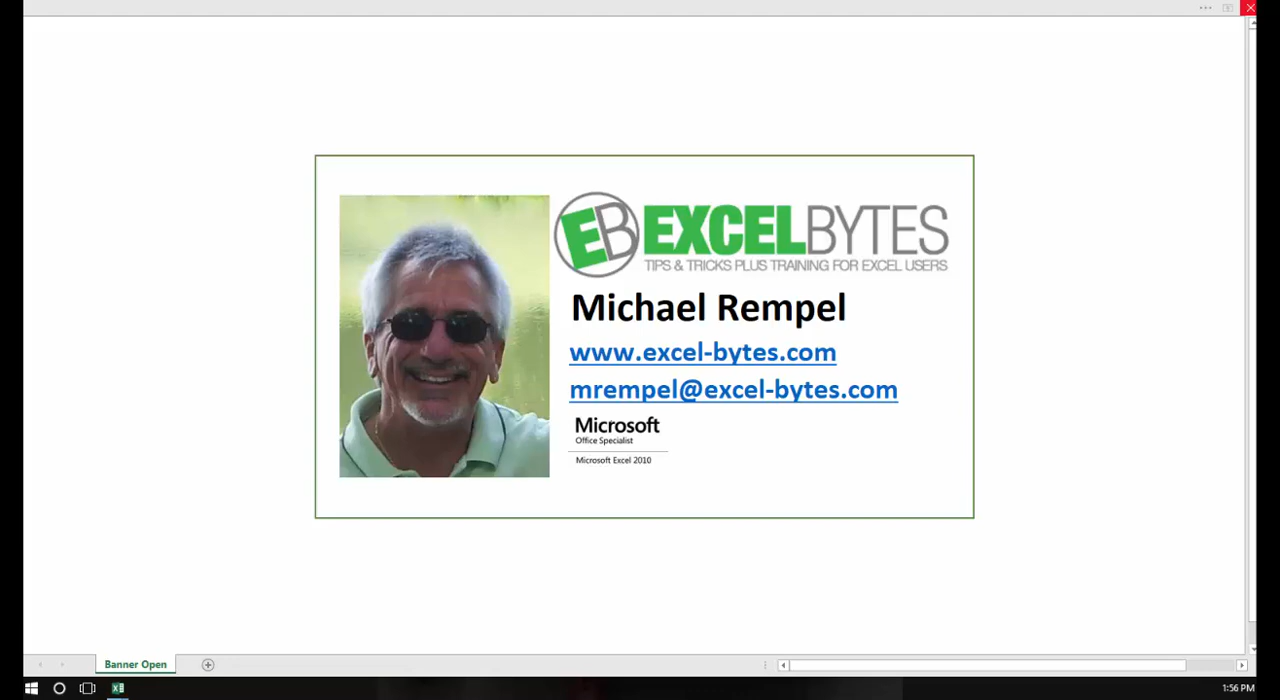 EB EXCELBYTES
TIPS & TRICKS PLUS TRAINING FOR EXCEL USERS
Michael Rempel
www.excel-bytes.com
mrempel@excel-bytes.com
Microsoft
Office Specialist
Microsoft Excel 2010
Banner Open
1:56 PM